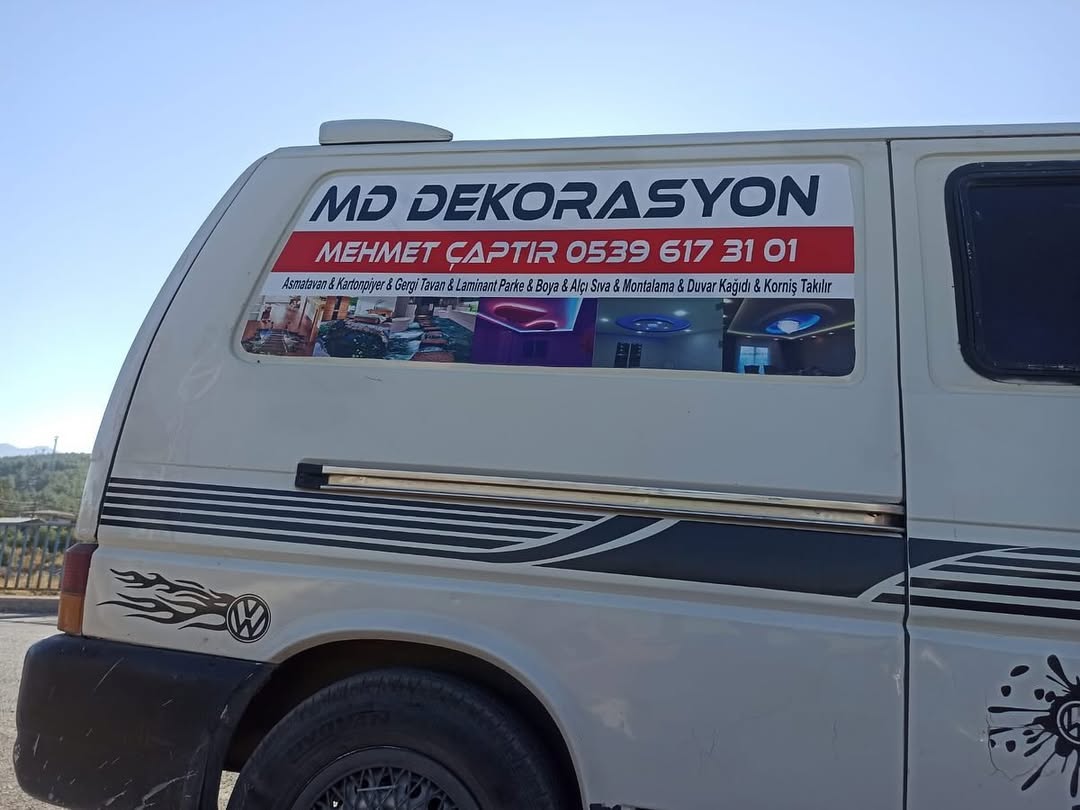 MD DEKORASYON
MEHMET ÇAPTIR 0539 617 31 01
Asmatavan & Kartonpiyer & Gergi Tavan & Laminant Parke & Boya & Alçı Sıva & Montalama & Duvar Kağıdı & Korniş Takılır